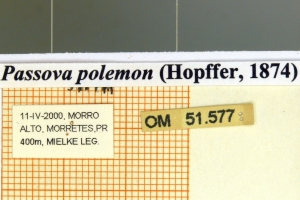 Passova polemon (Hopffer, 1874)
11-IV-2000, MORRO
ALTO, MORRETES,PR
400m, MIELKE LEG.
OM 51.577